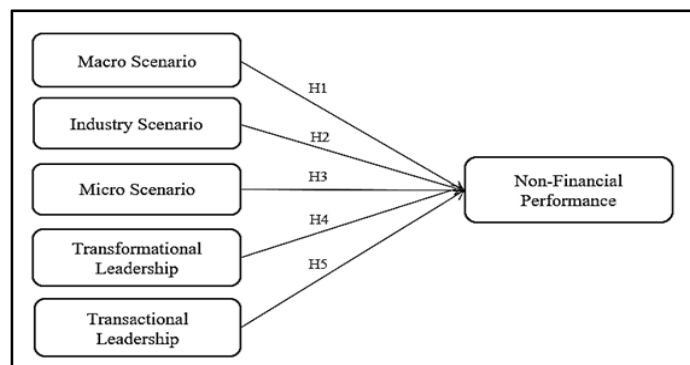 Macro Scenario
H1
Industry Scenario
H2
Micro Scenario
H3
Non-Financial
Performance
H4
Transformational
Leadership
H5
Transactional
Leadership